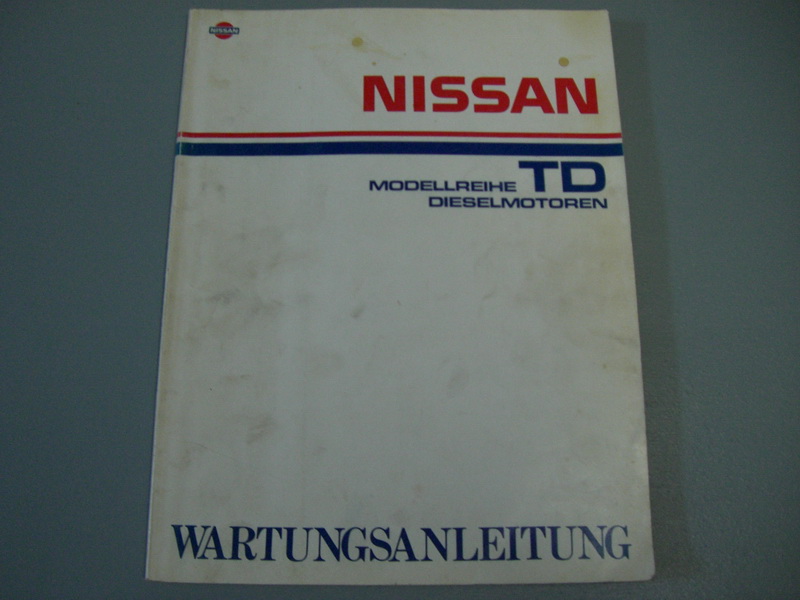 NISSAN
NISSAN
MODELLREIHE TD
DIESELMOTOREN
WARTUNGSANLEITUNG